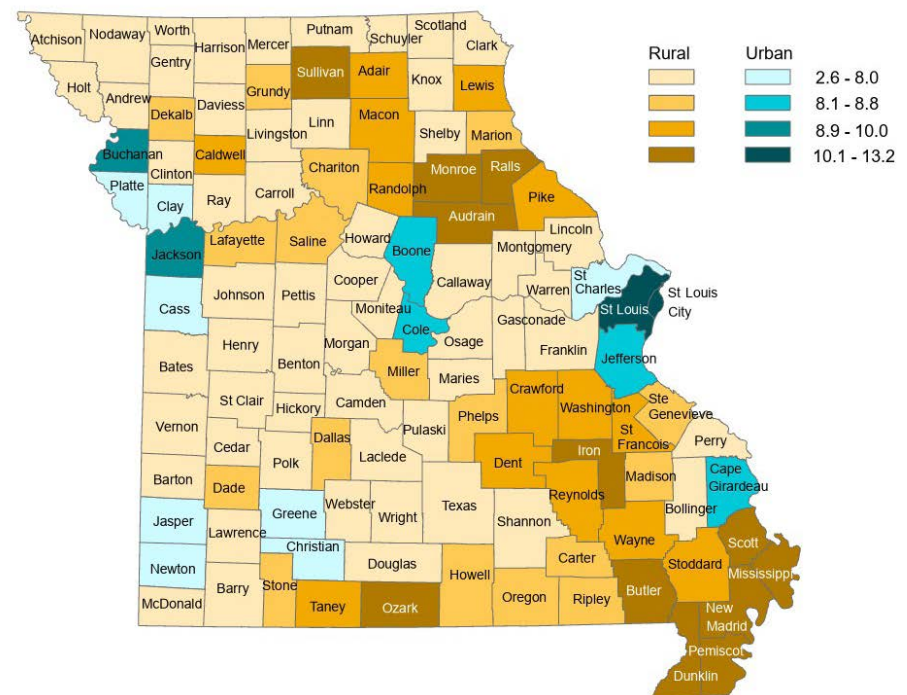 Atchison
Nodaway
Worth
Gentry
Harrison
Mercer
Putnam
Schuyler
Scotland
Clark
Holt
Andrew
Dekalb
Daviess
Grundy
Sullivan
Adair
Knox
Lewis
Buchanan
Clinton
Caldwell
Livingston
Linn
Macon
Shelby
Marion
Platte
Clay
Ray
Carroll
Chariton
Randolph
Monroe
Ralls
Audrain
Pike
Jackson
Lafayette
Saline
Howard
Boone
Callaway
Montgomery
Lincoln
Warren
St
Charles
St Louis
St Louis
City
Cass
Johnson
Pettis
Cooper
Moniteau
Cole
Osage
Gasconade
Franklin
Jefferson
Bates
Henry
Benton
Morgan
Miller
Maries
Crawford
Washington
Ste
Genevieve
St
Francois
Perry
Vernon
St Clair
Hickory
Camden
Pulaski
Phelps
Dent
Iron
Madison
Cape
Girardeau
Bollinger
Barton
Cedar
Polk
Dallas
Laclede
Texas
Reynolds
Wayne
Dade
Jasper
Lawrence
Greene
Webster
Wright
Shannon
Carter
Stoddard
Scott
Mississippi
Newton
Christian
Douglas
Howell
Oregon
Ripley
Butler
New
Madrid
McDonald
Barry
Stone
Taney
Ozark
Pemiscot
Dunklin
Rural Urban
2.6 - 8.0
8.1 - 8.8
8.9 - 10.0
10.1 - 13.2